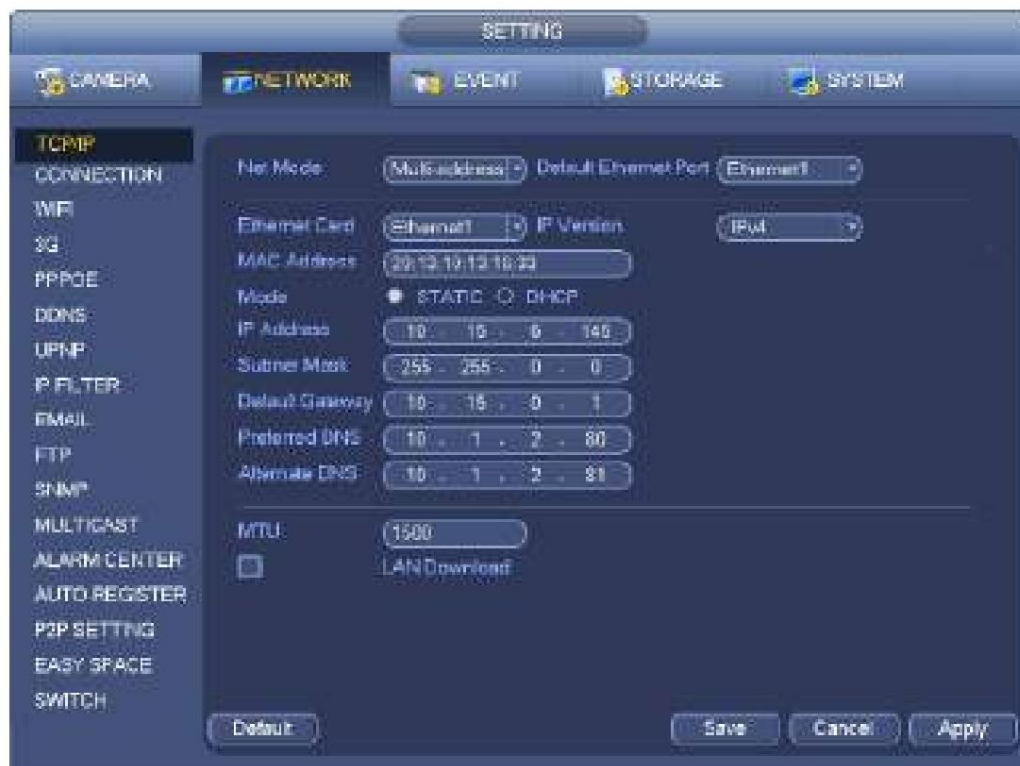 SETTING
CAMERA NETWORK EVENT STORAGE SYSTEM
TCP/IP
CONNECTION
WIFI
3G
PPPOE
DDNS
UPNP
IP FILTER
EMAIL
FTP
SNMP
MULTICAST
ALARM CENTER
AUTO REGISTER
P2P SETTING
EASY SPACE
SWITCH
Net Mode Multi-address Default Ethernet Port Ethernet1
Ethernet Card Ethernet1 IP Version IPv4
MAC Address
Mode STATIC DHCP
IP Address 10 . 15 . 6 . 145
Subnet Mask 255 . 255 . 0 . 0
Default Gateway 10 . 15 . 0 . 1
Preferred DNS 10 . 1 . 2 . 80
Alternate DNS 10 . 1 . 2 . 81
MTU 1500
LAN Download
Default Save Cancel Apply